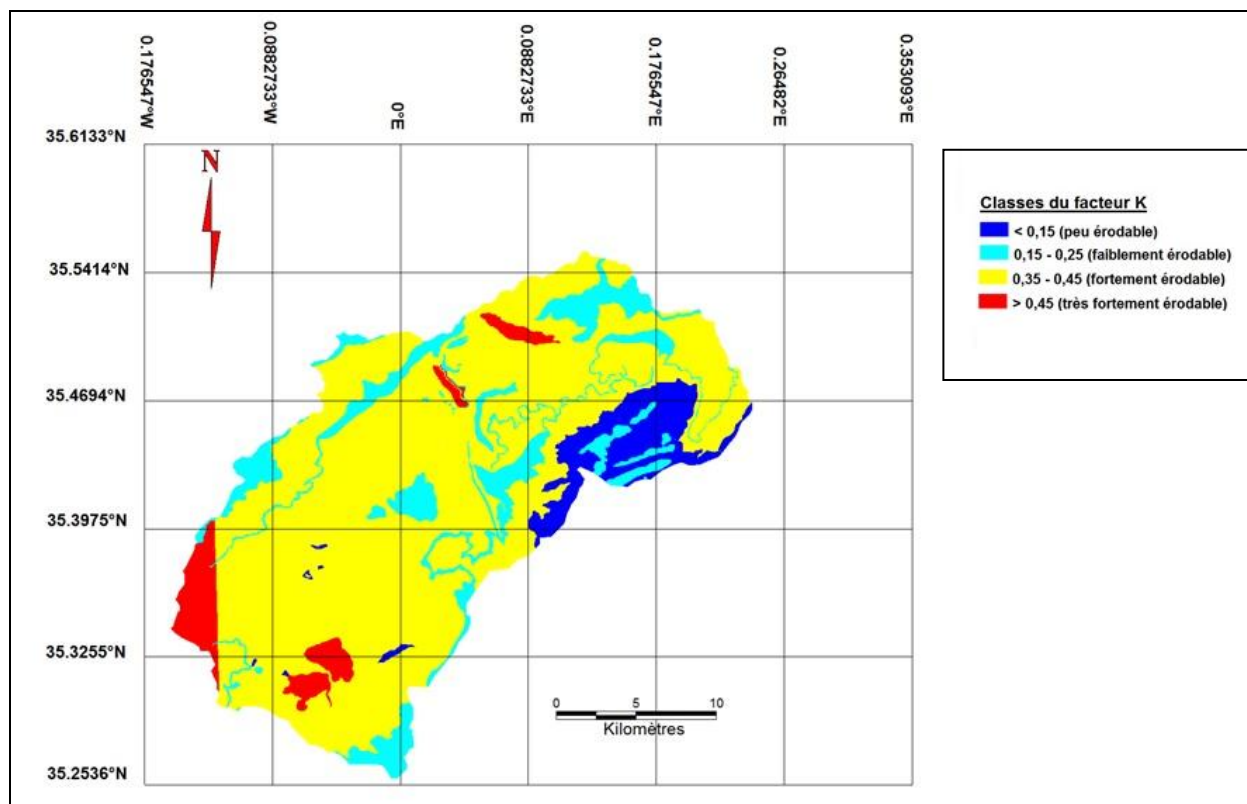 0.176547°W
0.0882733°W
0°E
0.0882733°E
0.176547°E
0.26482°E
0.353093°E
35.6133°N
N
35.5414°N
35.4694°N
35.3975°N
35.3255°N
35.2536°N
0 5 10
Kilomètres
Classes du facteur K
< 0,15 (peu érodable)
0,15 - 0,25 (faiblement érodable)
0,35 - 0,45 (fortement érodable)
> 0,45 (très fortement érodable)